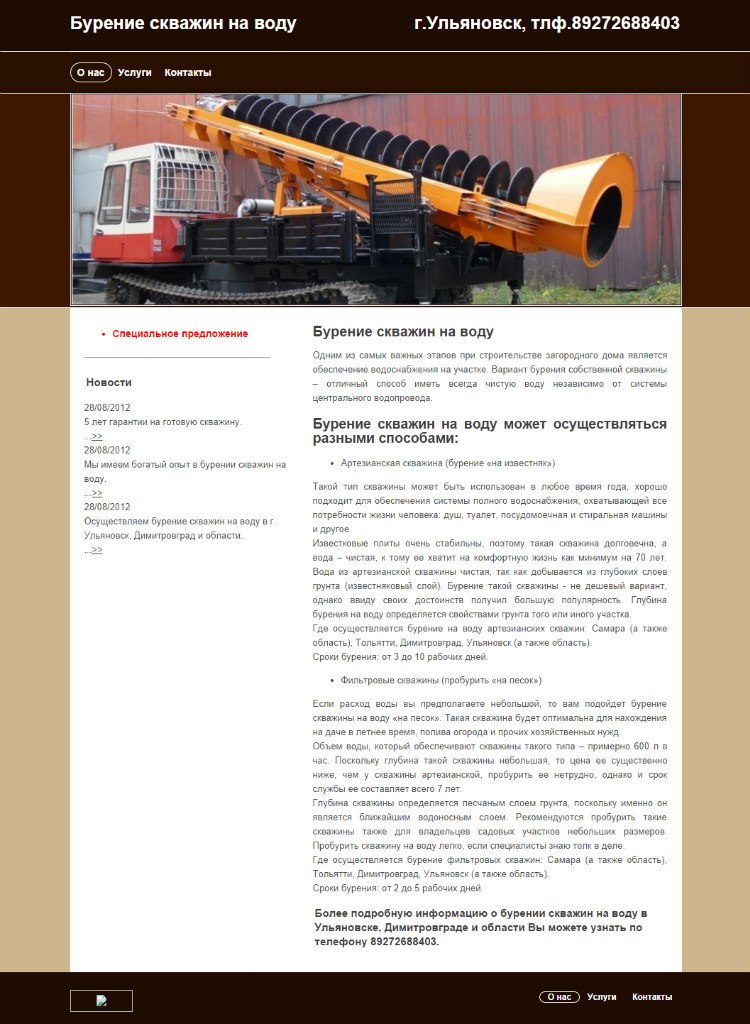 Бурение скважин на воду
г.Ульяновск, тлф.89272688403
О нас
Услуги
Контакты
Специальное предложение
Новости
28/08/2012
5 лет гарантии на готовую скважину.
...>>
28/08/2012
Мы имеем богатый опыт в бурении скважин на
воду.
...>>
28/08/2012
Осуществляем бурение скважин на воду в г.
Ульяновск, Димитровград и области.
...>>
Бурение скважин на воду
Одним из самых важных этапов при строительстве загородного дома является
обеспечение водоснабжения на участке. Вариант бурения собственной скважины
– отличный способ иметь всегда чистую воду независимо от системы
центрального водопровода.
Бурение скважин на воду может осуществляться
разными способами:
• Артезианская скважина (бурение «на известняк»)
Такой тип скважины может быть использован в любое время года, хорошо
подходит для обеспечения системы полного водоснабжения, охватывающей все
потребности жизни человека: душ, туалет, посудомоечная и стиральная машины
и другое.
Известковые плиты очень стабильны, поэтому такая скважина долговечна, а
вода – чистая, к тому ее хватит на комфортную жизнь как минимум на 70 лет.
Вода из артезианской скважины чистая, так как добывается из глубоких слоев
грунта (известняковый слой). Бурение такой скважины - не дешевый вариант,
однако ввиду своих достоинств получил большую популярность. Глубина
бурения на воду определяется свойствами грунта того или иного участка.
Где осуществляется бурение на воду артезианских скважин: Самара (а также
область), Тольятти, Димитровград, Ульяновск (а также область).
Сроки бурения: от 3 до 10 рабочих дней.
• Фильтровые скважины (пробурить «на песок»)
Если расход воды вы предполагаете небольшой, то вам подойдет бурение
скважины на воду «на песок». Такая скважина будет оптимальна для нахождения
на даче в летнее время, полива огорода и прочих хозяйственных нужд.
Объем воды, который обеспечивают скважины такого типа – примерно 600 л в
час. Поскольку глубина такой скважины небольшая, то цена ее существенно
ниже, чем у скважины артезианской, пробурить ее нетрудно, однако и срок
службы ее составляет всего 7 лет.
Глубина скважины определяется песчаным слоем грунта, поскольку именно он
является ближайшим водоносным слоем. Рекомендуются пробурить такие
скважины также для владельцев садовых участков небольших размеров.
Пробурить скважину на воду легко, если специалисты знаю толк в деле.
Где осуществляется бурение фильтровых скважин: Самара (а также область),
Тольятти, Димитровград, Ульяновск (а также область).
Сроки бурения: от 2 до 5 рабочих дней.
Более подробную информацию о бурении скважин на воду в
Ульяновске, Димитровграде и области Вы можете узнать по
телефону 89272688403.
О нас
Услуги
Контакты